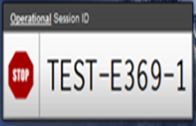 Operational Session ID
STOP
TEST-E369-1